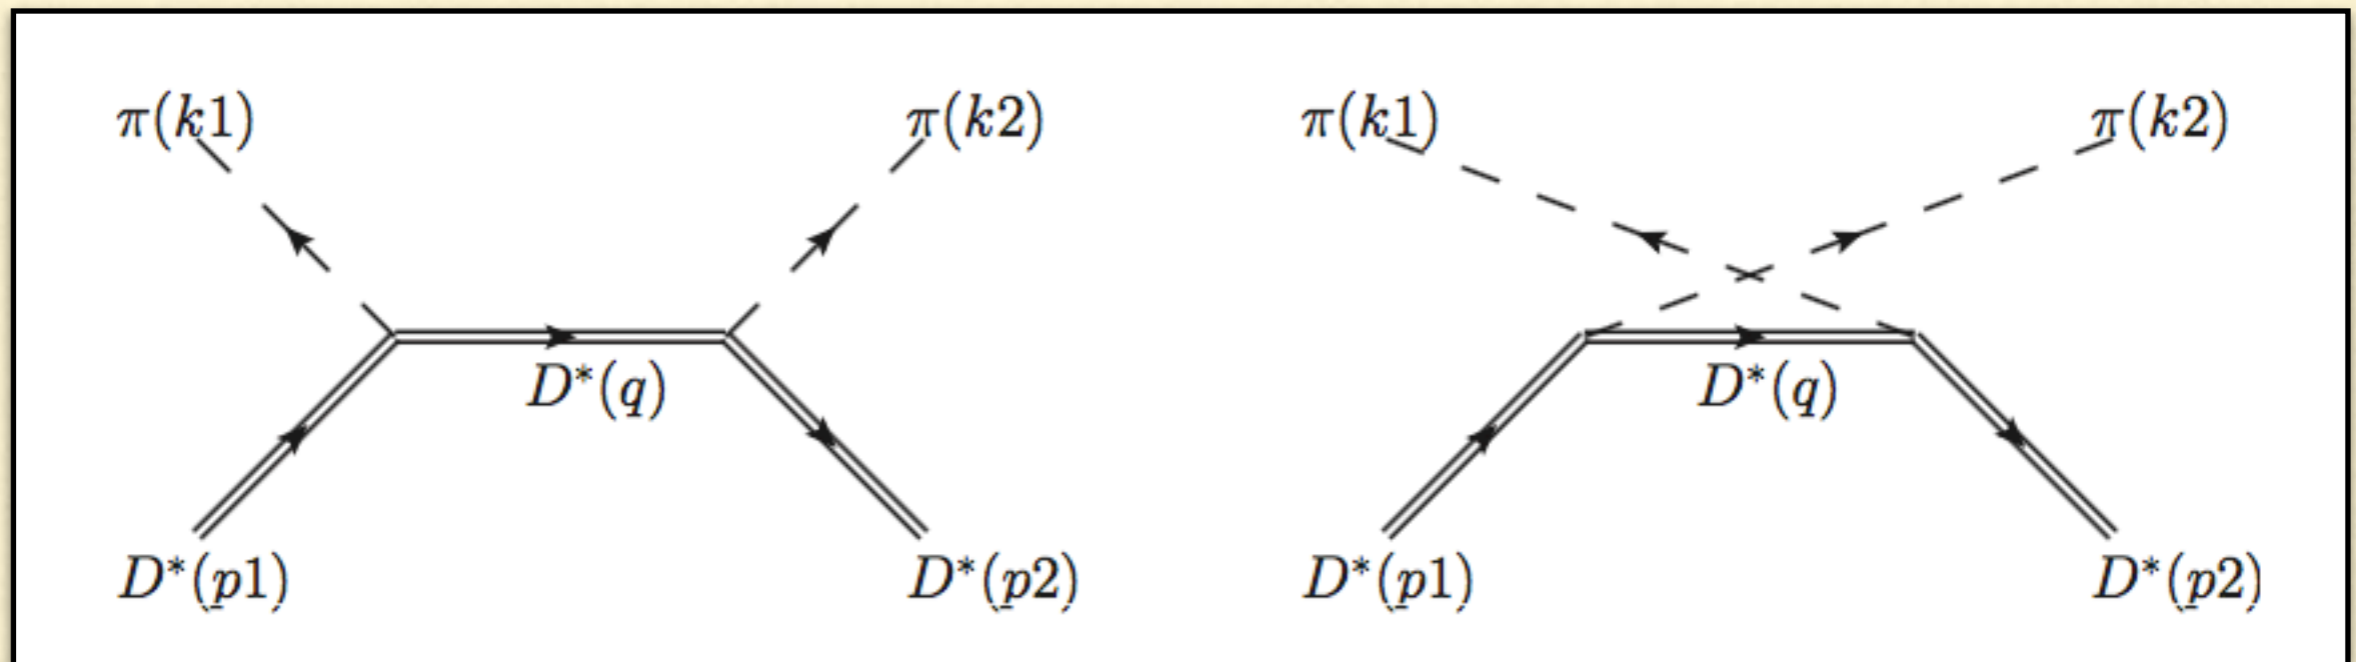 π(k1) π(k2) π(k1) π(k2)
D*(q) D*(q)
D*(p1) D*(p2) D*(p1) D*(p2)